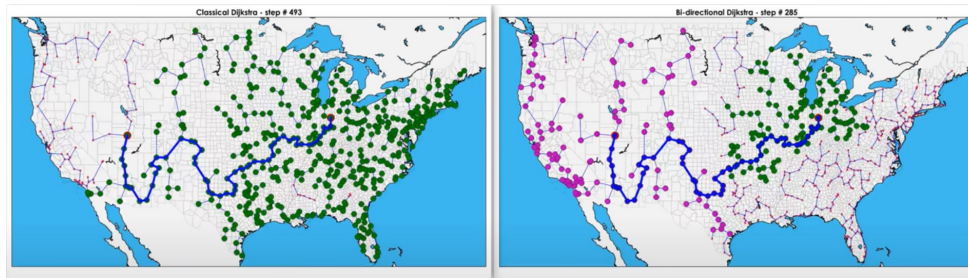 Classical Dijkstra - step # 493
Bi-directional Dijkstra - step # 285